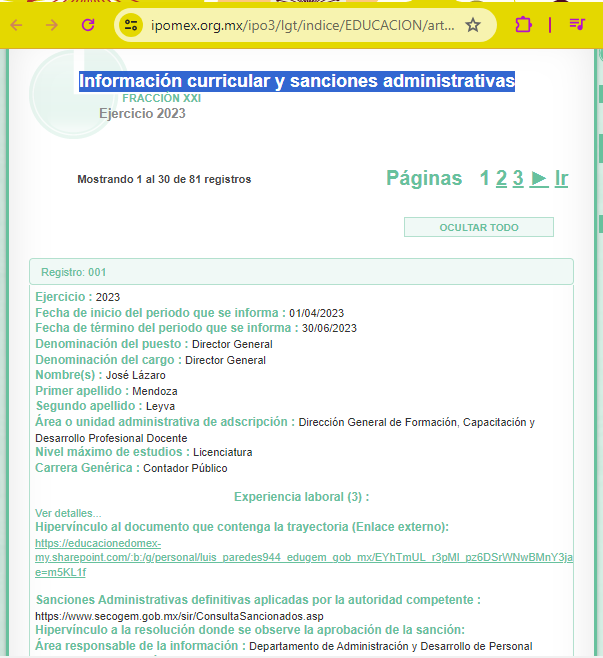 ipomex.org.mx/ipo3/lgt/indice/EDUCACION/art...
Información curricular y sanciones administrativas
FRACCIÓN XXI
Ejercicio 2023
Mostrando 1 al 30 de 81 registros
Páginas 1 2 3 ► Ir
OCULTAR TODO
Registro: 001
Ejercicio : 2023
Fecha de inicio del periodo que se informa : 01/04/2023
Fecha de término del periodo que se informa : 30/06/2023
Denominación del puesto : Director General
Denominación del cargo : Director General
Nombre(s) : José Lázaro
Primer apellido : Mendoza
Segundo apellido : Leyva
Área o unidad administrativa de adscripción : Dirección General de Formación, Capacitación y
Desarrollo Profesional Docente
Nivel máximo de estudios : Licenciatura
Carrera Genérica : Contador Público
Experiencia laboral (3) :
Ver detalles...
Hipervínculo al documento que contenga la trayectoria (Enlace externo):
https://educacionedomex-
my.sharepoint.com/:b:/g/personal/luis_paredes944_edugem_gob_mx/EYhTmUL_r3pMl_pz6DSrWNwBMnY3ja
e=m5KL1f
Sanciones Administrativas definitivas aplicadas por la autoridad competente :
https://www.secogem.gob.mx/sir/ConsultaSancionados.asp
Hipervínculo a la resolución donde se observe la aprobación de la sanción:
Área responsable de la información : Departamento de Administración y Desarrollo de Personal